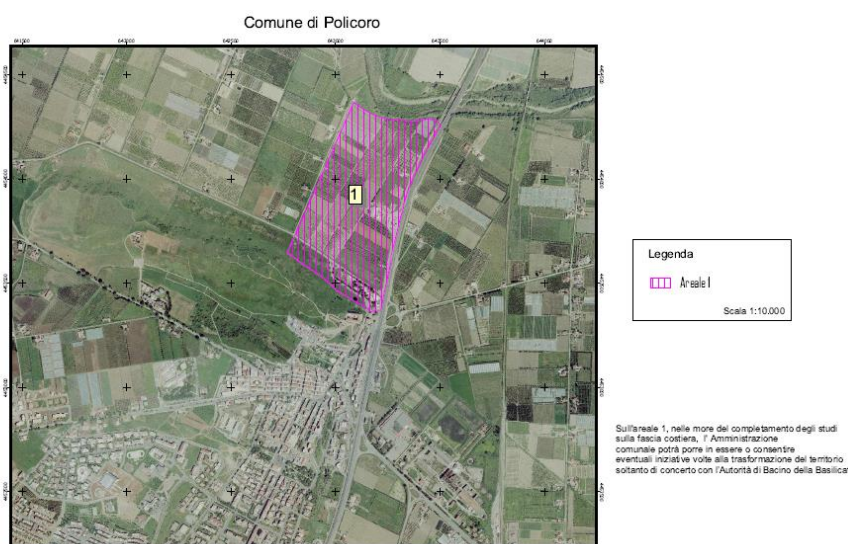 Comune di Policoro
1
Legenda
Areale 1
Scala 1:10.000
Sull'areale 1, nelle more del completamento degli studi
sulla fascia costiera, l' Amministrazione
comunale potrà porre in essere o consentire
eventuali iniziative volte alla trasformazione del territorio
soltanto di concerto con l'Autorità di Bacino della Basilicat